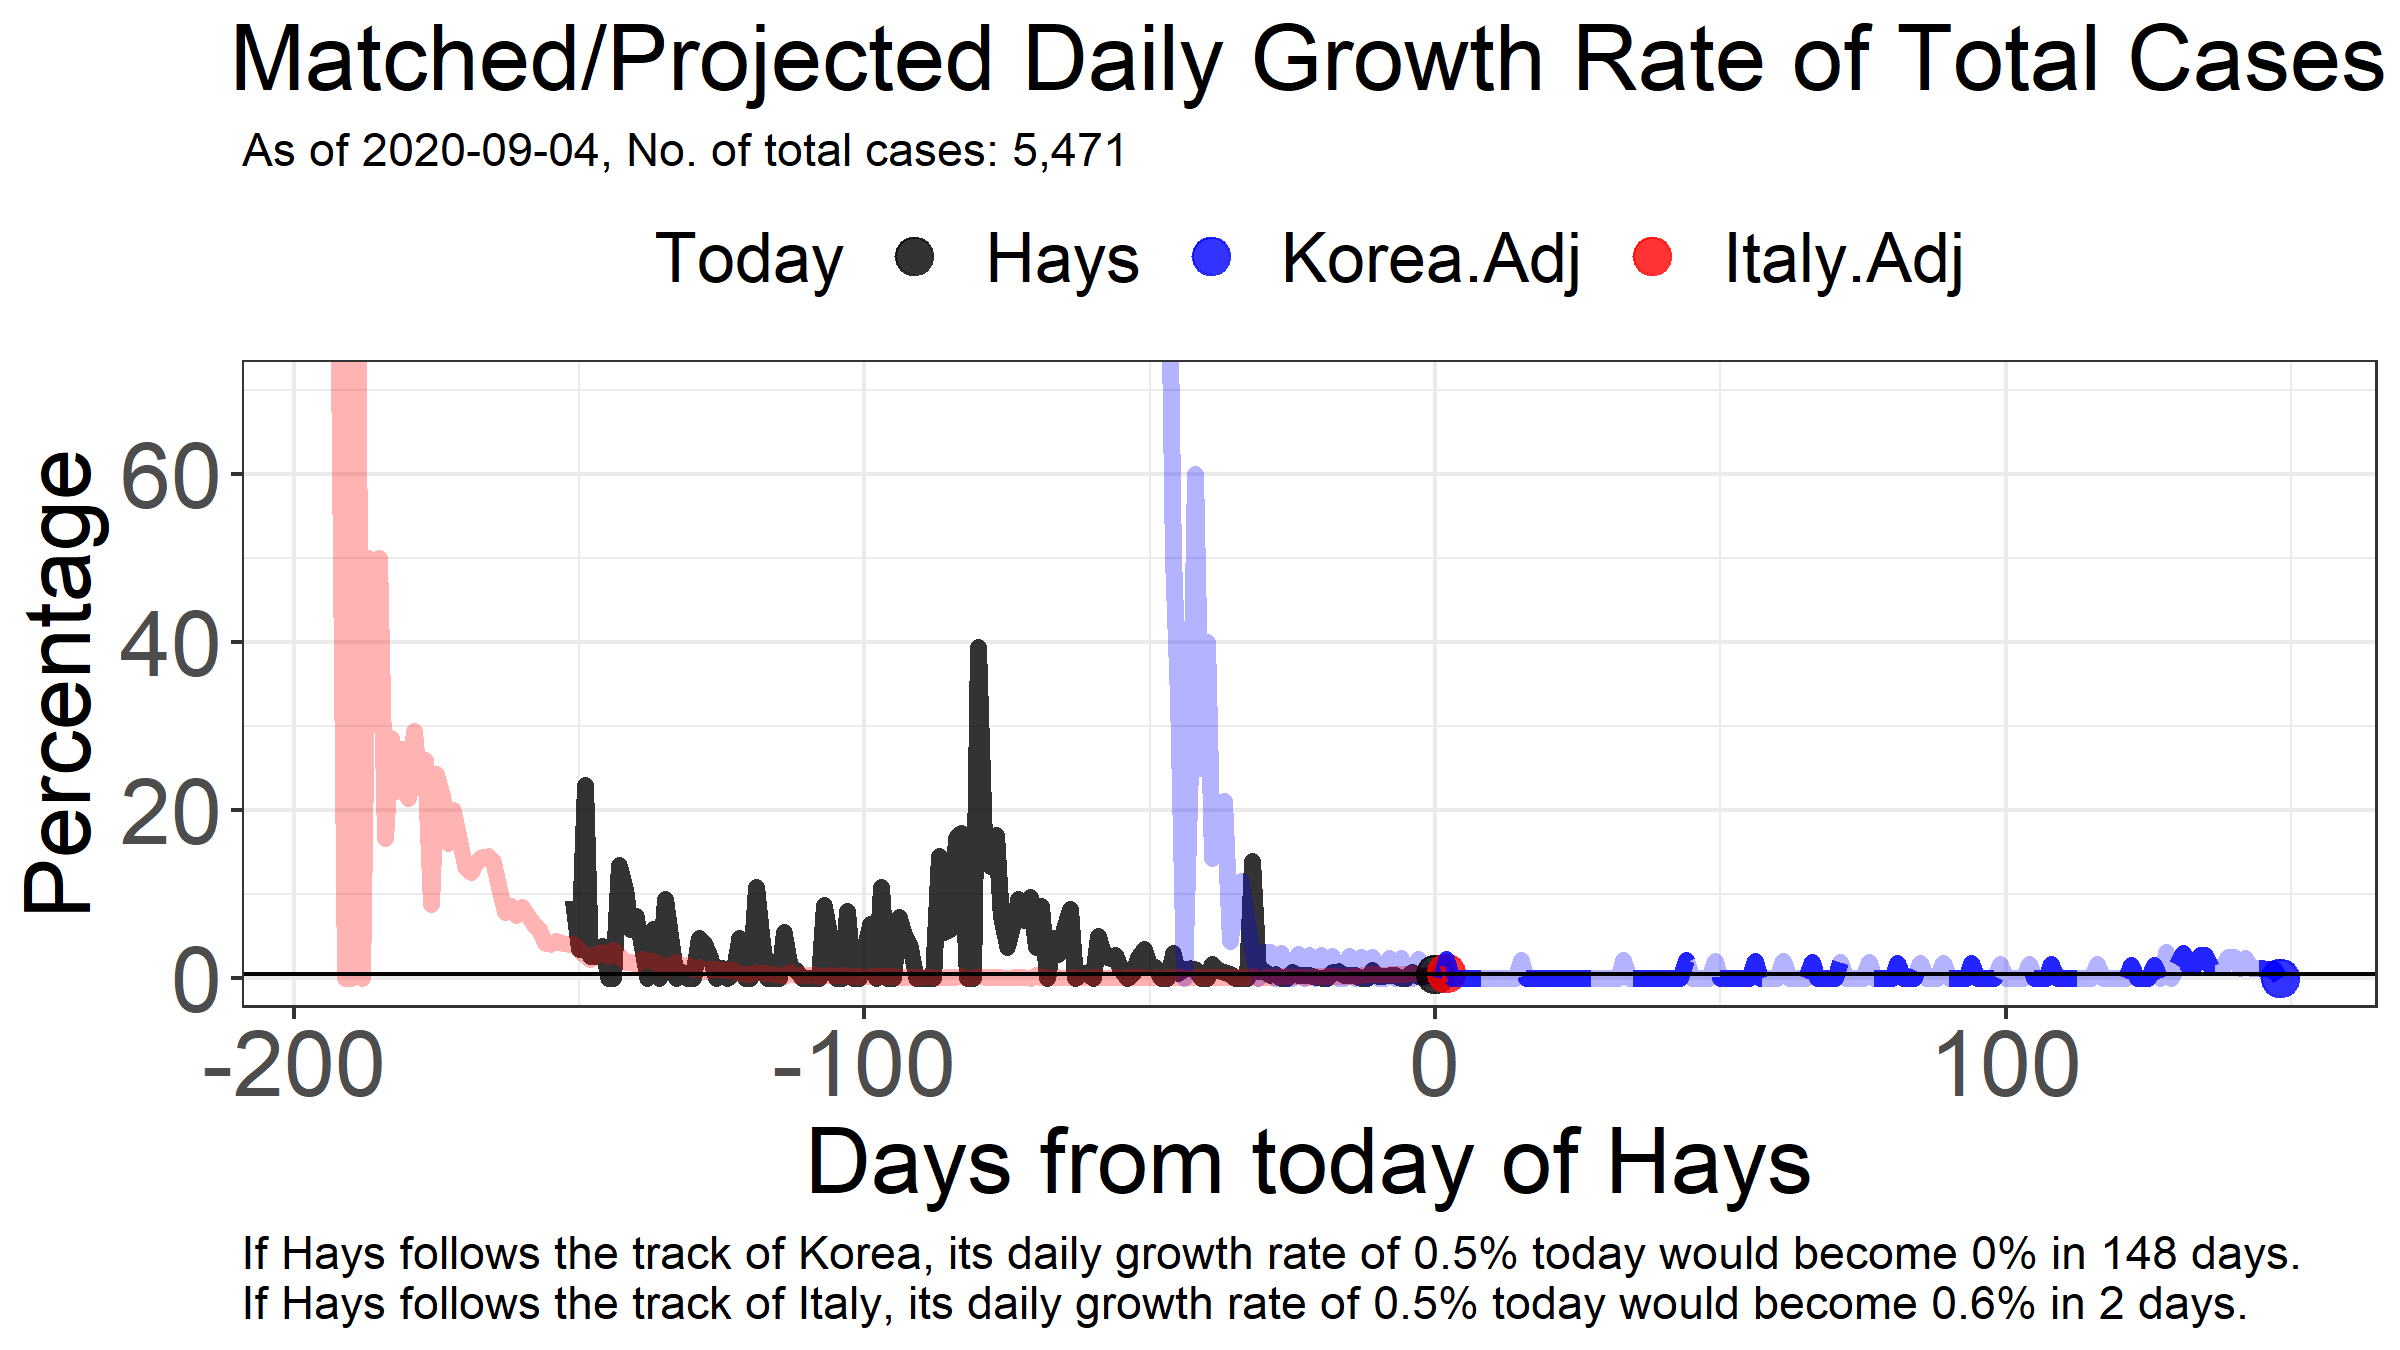 Matched/Projected Daily Growth Rate of Total Cases
As of 2020-09-04, No. of total cases: 5,471
Today Hays Korea.Adj Italy.Adj
Percentage
60
40
20
0
-200 -100 0 100
Days from today of Hays
If Hays follows the track of Korea, its daily growth rate of 0.5% today would become 0% in 148 days.
If Hays follows the track of Italy, its daily growth rate of 0.5% today would become 0.6% in 2 days.